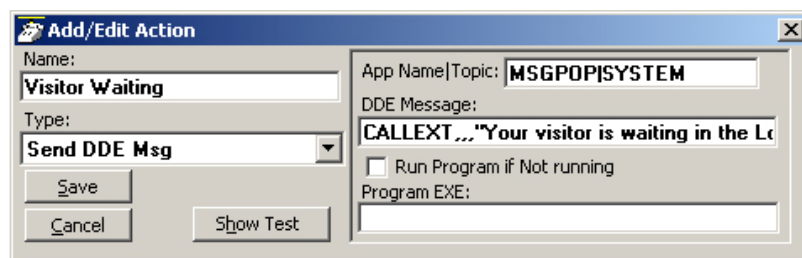 Add/Edit Action
Name:
Visitor Waiting
Type:
Send DDE Msg
Save
Cancel
Show Test
App Name|Topic: MSGPOP|SYSTEM
DDE Message:
CALLEXT,,,"Your visitor is waiting in the
Run Program if Not running
Program EXE: